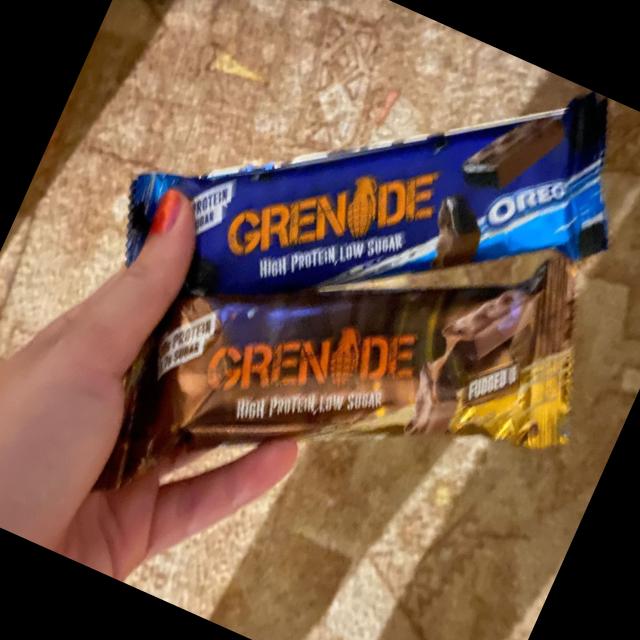 PROTEIN
SUGAR
GRENADE
HIGH PROTEIN, LOW SUGAR
OREO
PROTEIN
SUGAR
GRENADE
HIGH PROTEIN, LOW SUGAR
FUDGED